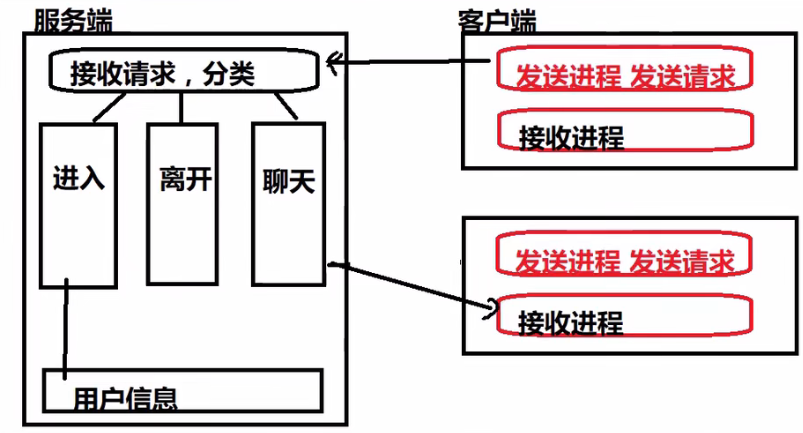 服务端
接收请求，分类
进入
离开
聊天
用户信息
客户端
发送进程 发送请求
接收进程
发送进程 发送请求
接收进程